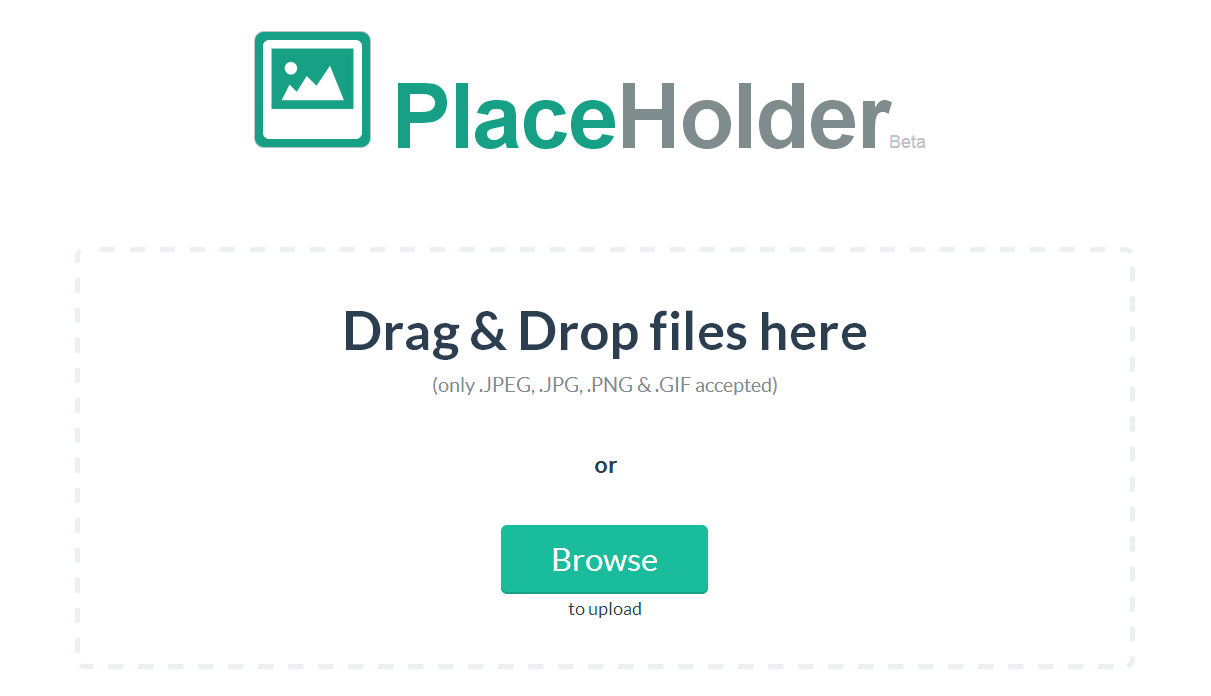 PlaceHolder Beta
Drag & Drop files here
(only .JPEG, .JPG, .PNG & .GIF accepted)
or
Browse
to upload